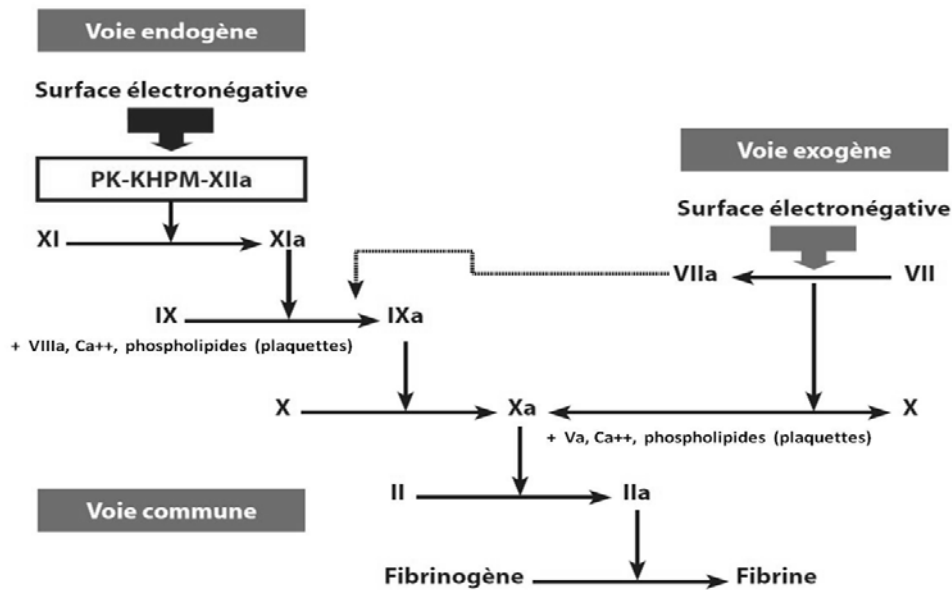 Voie endogène
Surface électronégative
PK-KHPM-XIIa
XI XIa
Voie exogène
Surface électronégative
VIIa VII
IX IXa
+ VIIIa, Ca++, phospholipides (plaquettes)
X Xa X
+ Va, Ca++, phospholipides (plaquettes)
II IIa
Voie commune
Fibrinogène Fibrine